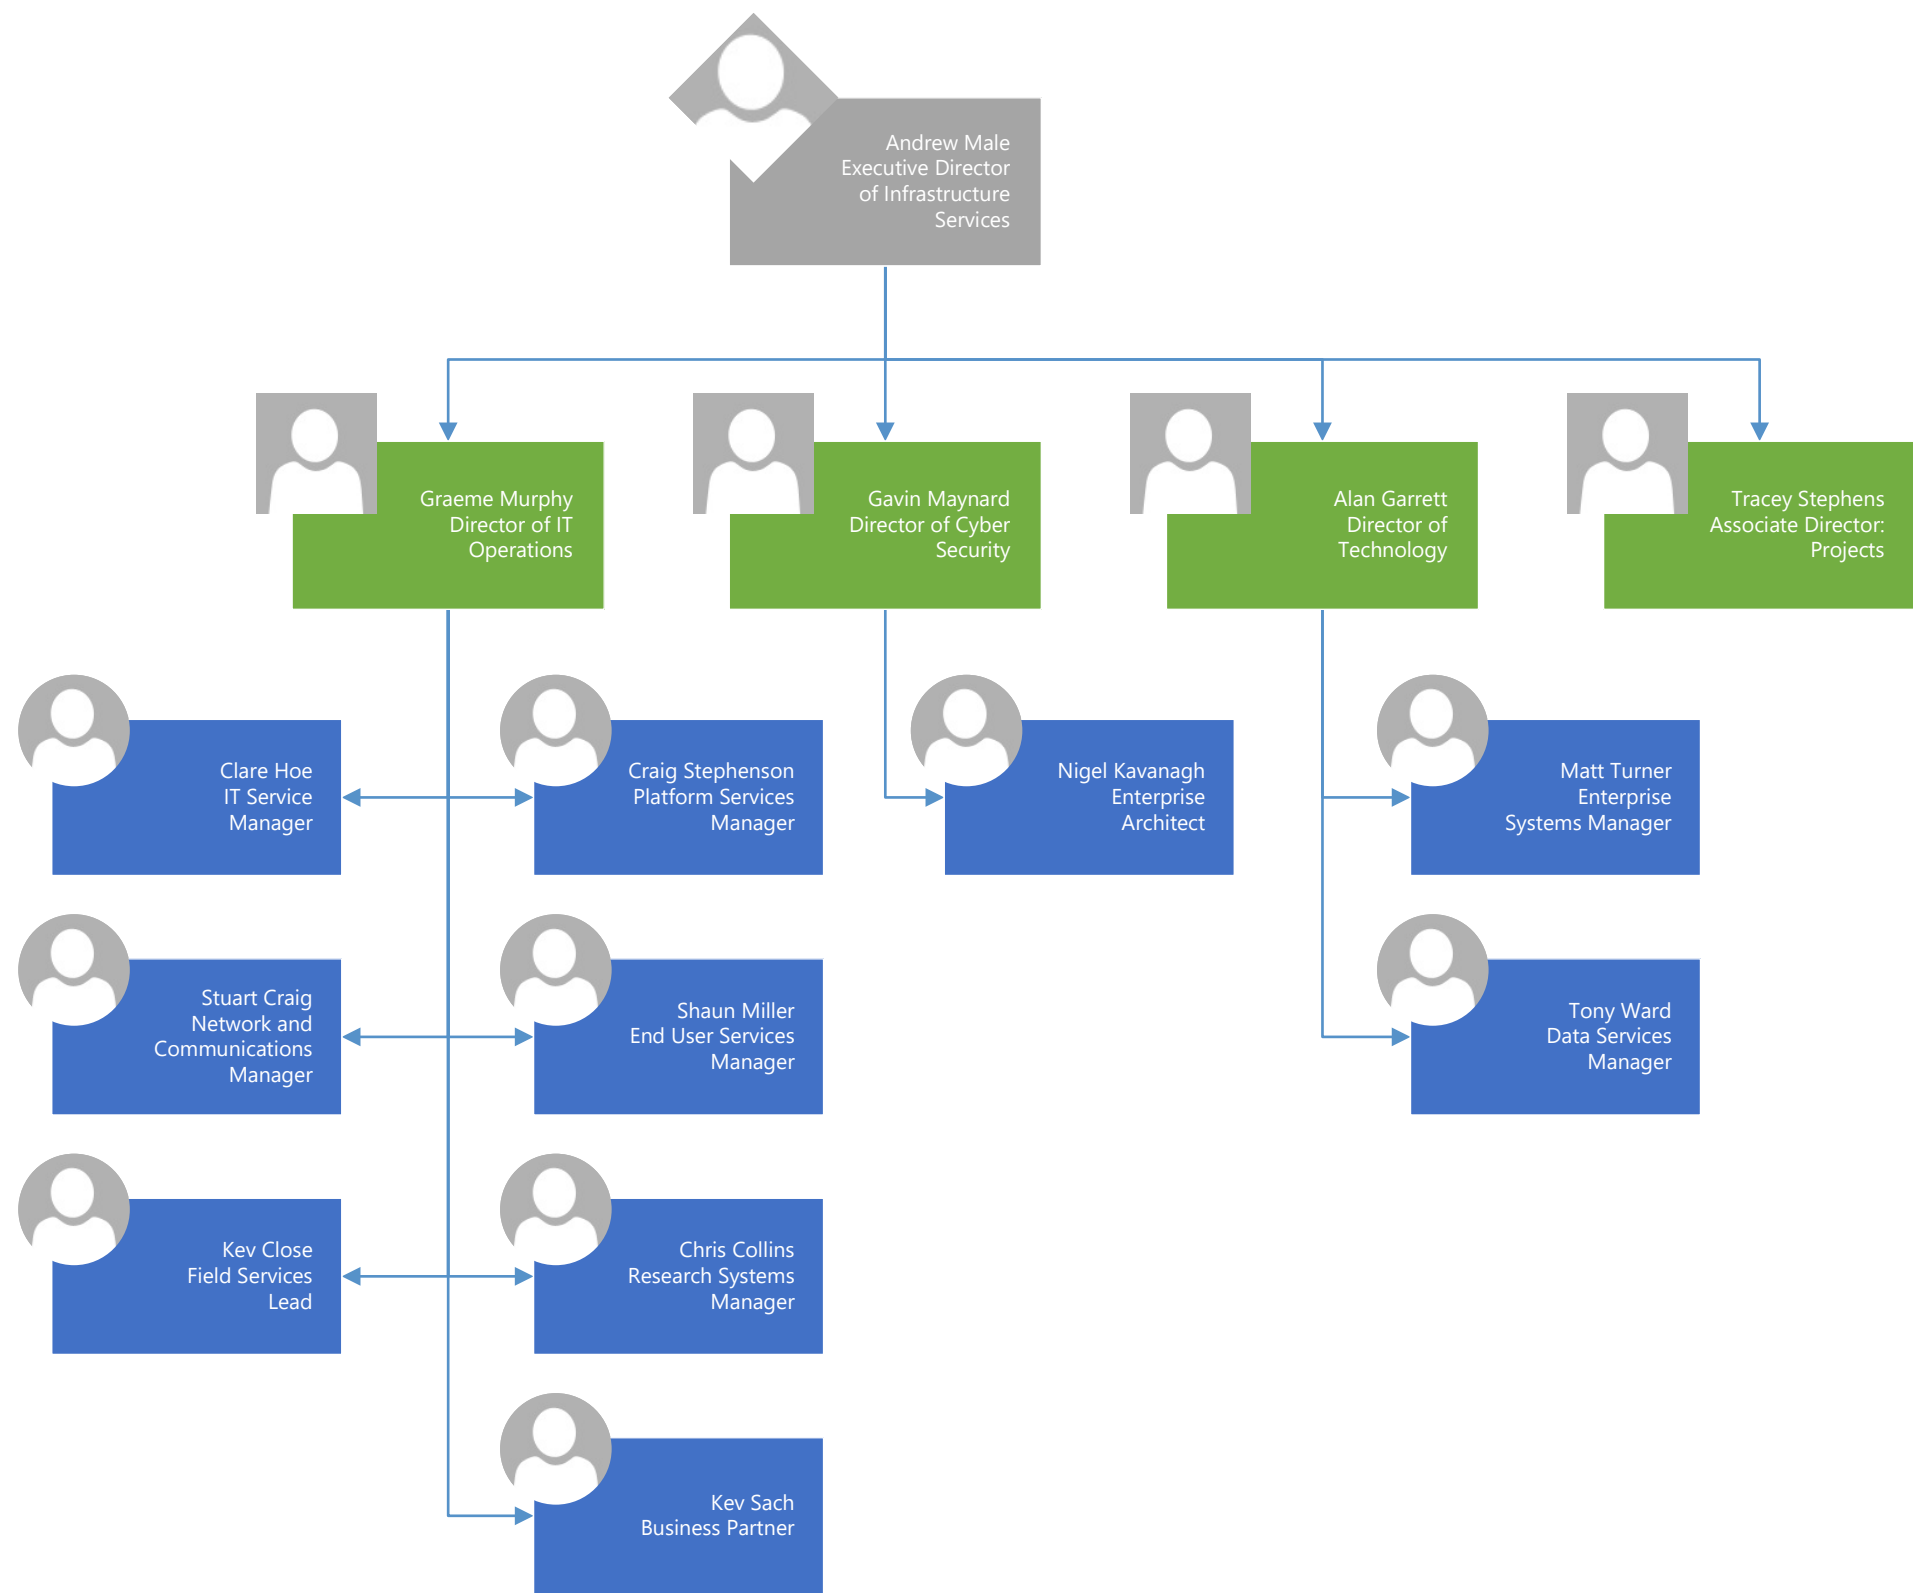 Andrew Male
Executive Director
of Infrastructure
Services
Graeme Murphy
Director of IT
Operations
Gavin Maynard
Director of Cyber
Security
Alan Garrett
Director of
Technology
Tracey Stephens
Associate Director:
Projects
Clare Hoe
IT Service
Manager
Craig Stephenson
Platform Services
Manager
Nigel Kavanagh
Enterprise
Architect
Matt Turner
Enterprise
Systems Manager
Stuart Craig
Network and
Communications
Manager
Shaun Miller
End User Services
Manager
Tony Ward
Data Services
Manager
Kev Close
Field Services
Lead
Chris Collins
Research Systems
Manager
Kev Sach
Business Partner